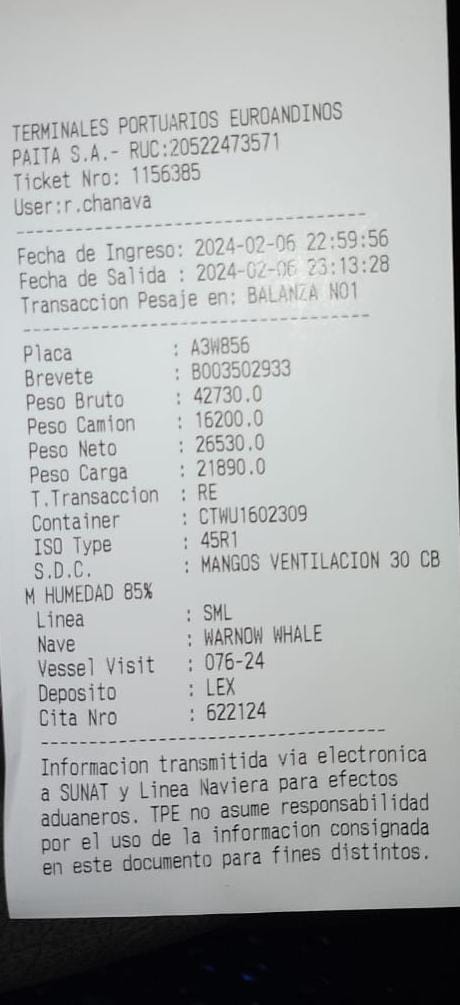 TERMINALES PORTUARIOS EUROANDINOS
PAITA S.A.- RUC:20522473571
Ticket Nro: 1156385
User:r.chanava
Fecha de Ingreso: 2024-02-06 22:59:56
Fecha de Salida : 2024-02-06 23:13:28
Transaccion Pesaje en: BALANZA NO1
Placa : A3W856
Brevete : B003502933
Peso Bruto : 42730.0
Peso Camion : 16200.0
Peso Neto : 26530.0
Peso Carga : 21890.0
T.Transaccion : RE
Container : CTWU1602309
ISO Type : 45R1
S.D.C. : MANGOS VENTILACION 30 CB
M HUMEDAD 85%
Linea : SML
Nave : WARNOW WHALE
Vessel Visit : 076-24
Deposito : LEX
Cita Nro : 622124
Informacion transmitida via electronica
a SUNAT y Linea Naviera para efectos
aduaneros. TPE no asume responsabilidad
por el uso de la informacion consignada
en este documento para fines distintos.